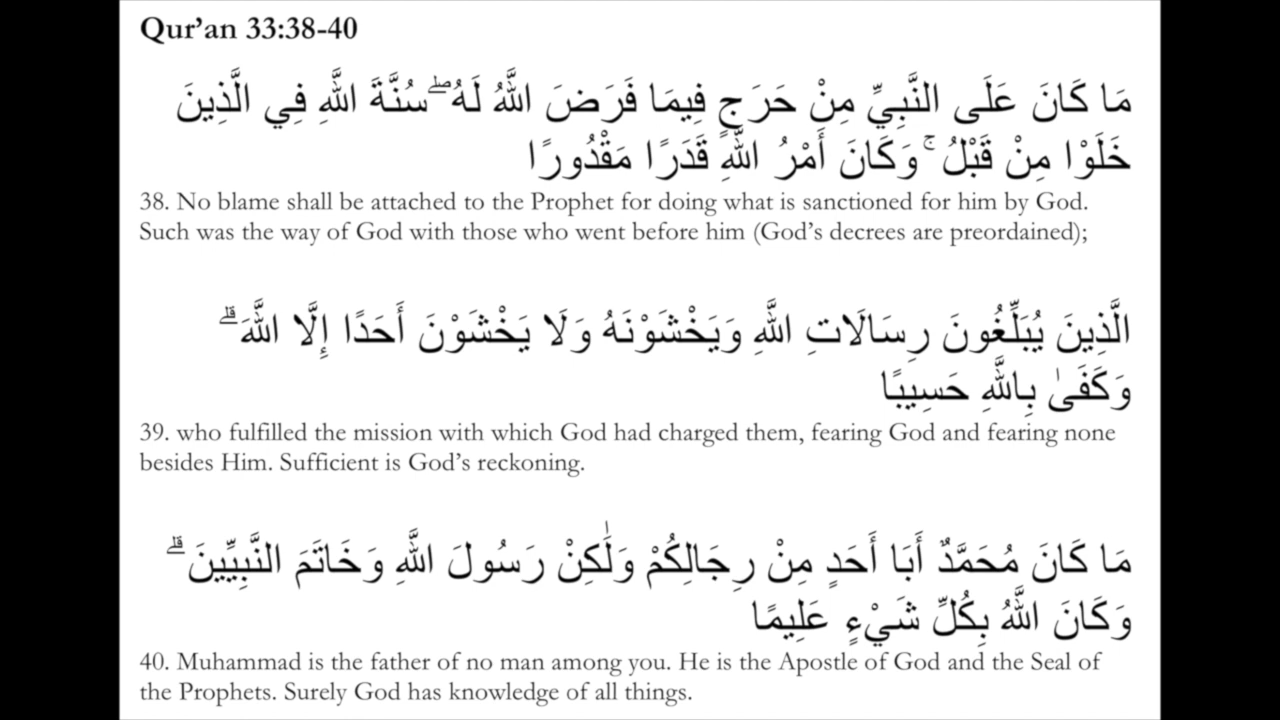 Qur’an 33:38-40
مَا كَانَ عَلَى النَّبِيِّ مِنْ حَرَجٍ فِيمَا فَرَضَ اللَّهُ لَهُ ۖ سُنَّةَ اللَّهِ فِي الَّذِينَ
خَلَوْا مِنْ قَبْلُ ۚ وَكَانَ أَمْرُ اللَّهِ قَدَرًا مَقْدُورًا
38. No blame shall be attached to the Prophet for doing what is sanctioned for him by God.
Such was the way of God with those who went before him (God’s decrees are preordained);
الَّذِينَ يُبَلِّغُونَ رِسَالَاتِ اللَّهِ وَيَخْشَوْنَهُ وَلَا يَخْشَوْنَ أَحَدًا إِلَّا اللَّهَ ۗ
وَكَفَىٰ بِاللَّهِ حَسِيبًا
39. who fulfilled the mission with which God had charged them, fearing God and fearing none
besides Him. Sufficient is God’s reckoning.
مَا كَانَ مُحَمَّدٌ أَبَا أَحَدٍ مِنْ رِجَالِكُمْ وَلَٰكِنْ رَسُولَ اللَّهِ وَخَاتَمَ النَّبِيِّينَ ۗ
وَكَانَ اللَّهُ بِكُلِّ شَيْءٍ عَلِيمًا
40. Muhammad is the father of no man among you. He is the Apostle of God and the Seal of
the Prophets. Surely God has knowledge of all things.